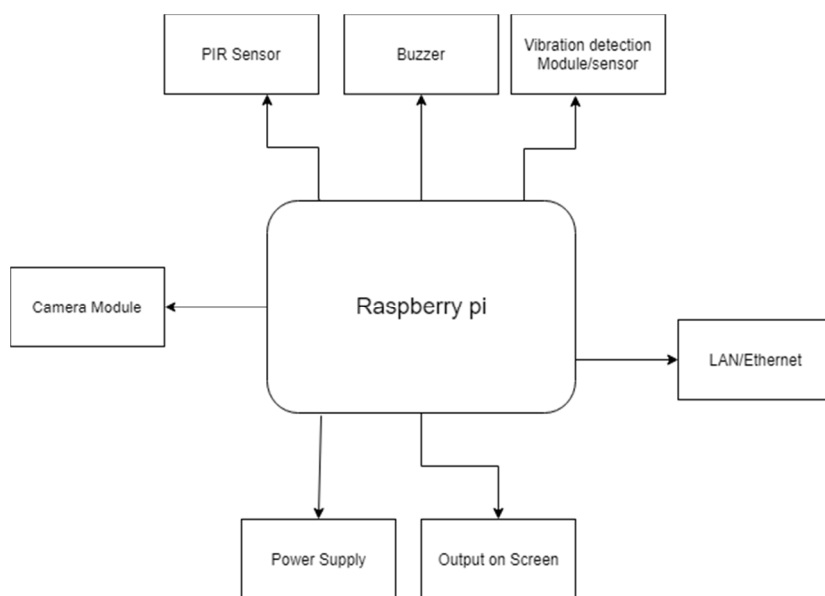 PIR Sensor
Buzzer
Vibration detection
Module/sensor
Camera Module
Raspberry pi
LAN/Ethernet
Power Supply
Output on Screen